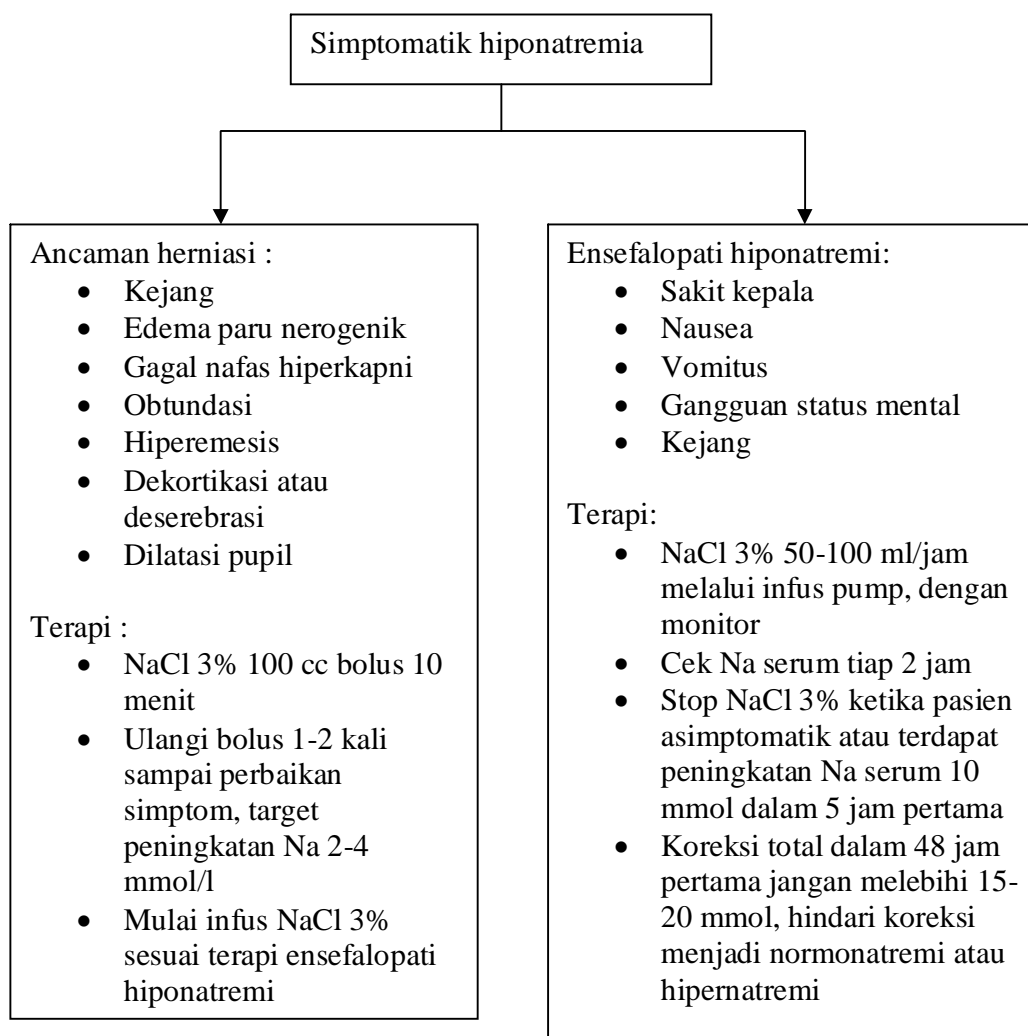 Simptomatik hiponatremia
Ancaman herniasi :
• Kejang
• Edema paru nerogenik
• Gagal nafas hiperkapni
• Obtundasi
• Hiperemesis
• Dekortikasi atau
deserebrasi
• Dilatasi pupil
Terapi :
• NaCl 3% 100 cc bolus 10
menit
• Ulangi bolus 1-2 kali
sampai perbaikan
simptom, target
peningkatan Na 2-4
mmol/l
• Mulai infus NaCl 3%
sesuai terapi ensefalopati
hiponatremi
Ensefalopati hiponatremi:
• Sakit kepala
• Nausea
• Vomitus
• Gangguan status mental
• Kejang
Terapi:
• NaCl 3% 50-100 ml/jam
melalui infus pump, dengan
monitor
• Cek Na serum tiap 2 jam
• Stop NaCl 3% ketika pasien
asimptomatik atau terdapat
peningkatan Na serum 10
mmol dalam 5 jam pertama
• Koreksi total dalam 48 jam
pertama jangan melebihi 15-
20 mmol, hindari koreksi
menjadi normonatremi atau
hipernatremi